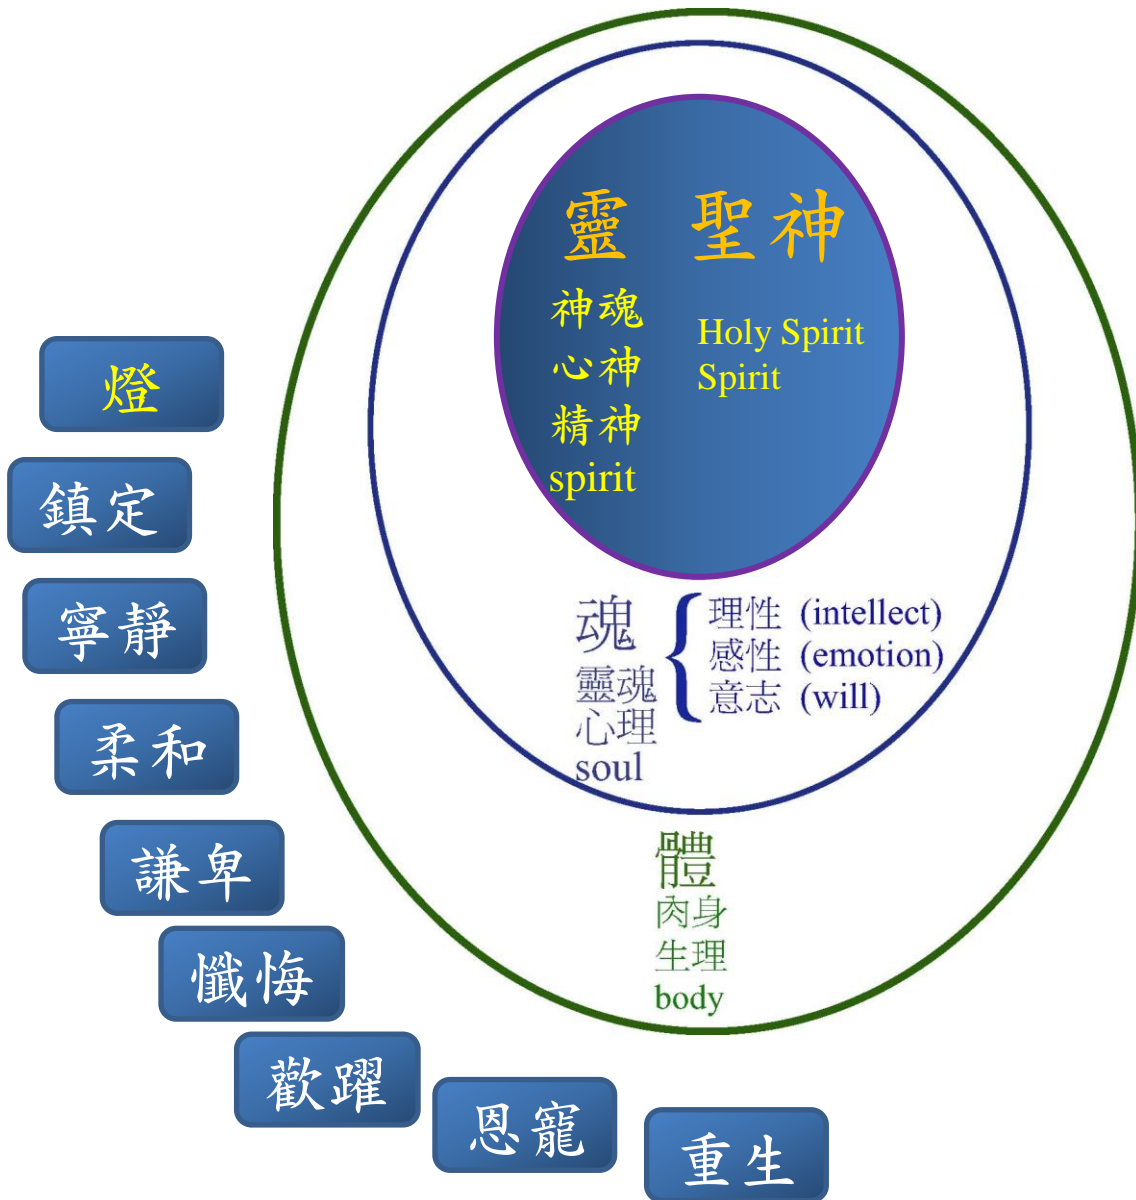 靈 聖神
神魂
心神
精神
spirit
Holy Spirit
Spirit
魂
靈魂
心理
soul
理性 (intellect)
感性 (emotion)
意志 (will)
體
肉身
生理
body
燈
鎮定
寧靜
柔和
謙卑
懺悔
歡躍
恩寵
重生